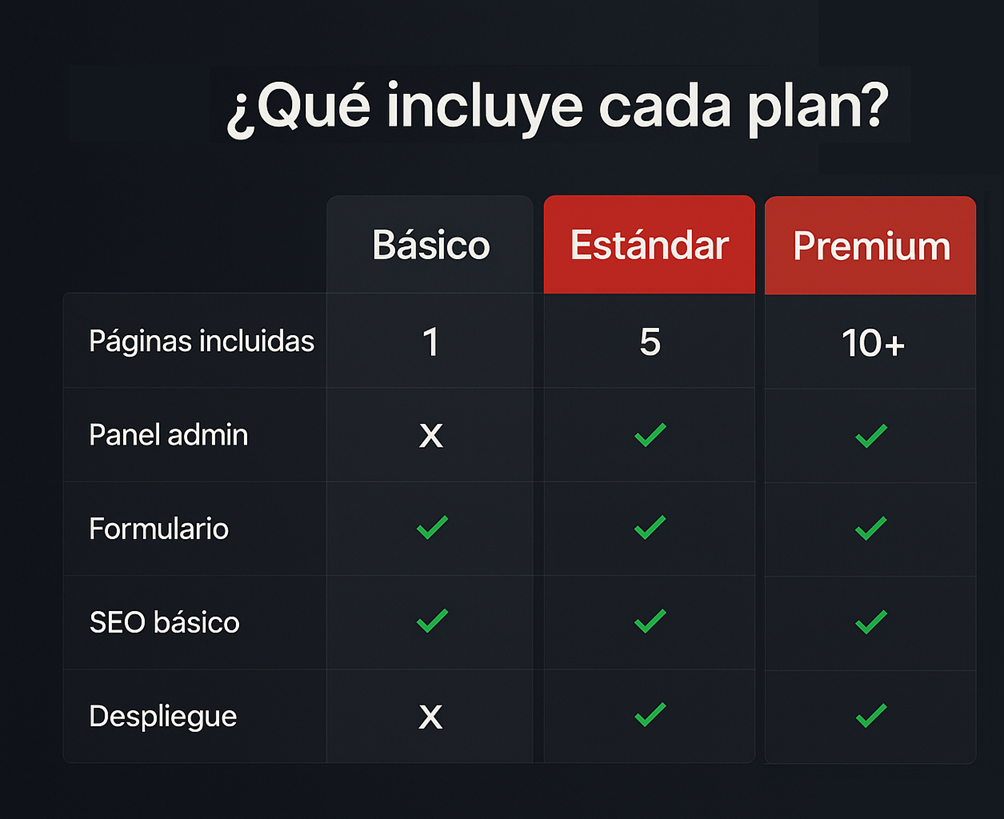 ¿Qué incluye cada plan?
Básico Estándar Premium
Páginas incluidas 1 5 10+
Panel admin X ✓ ✓
Formulario ✓ ✓ ✓
SEO básico ✓ ✓ ✓
Despliegue X ✓ ✓